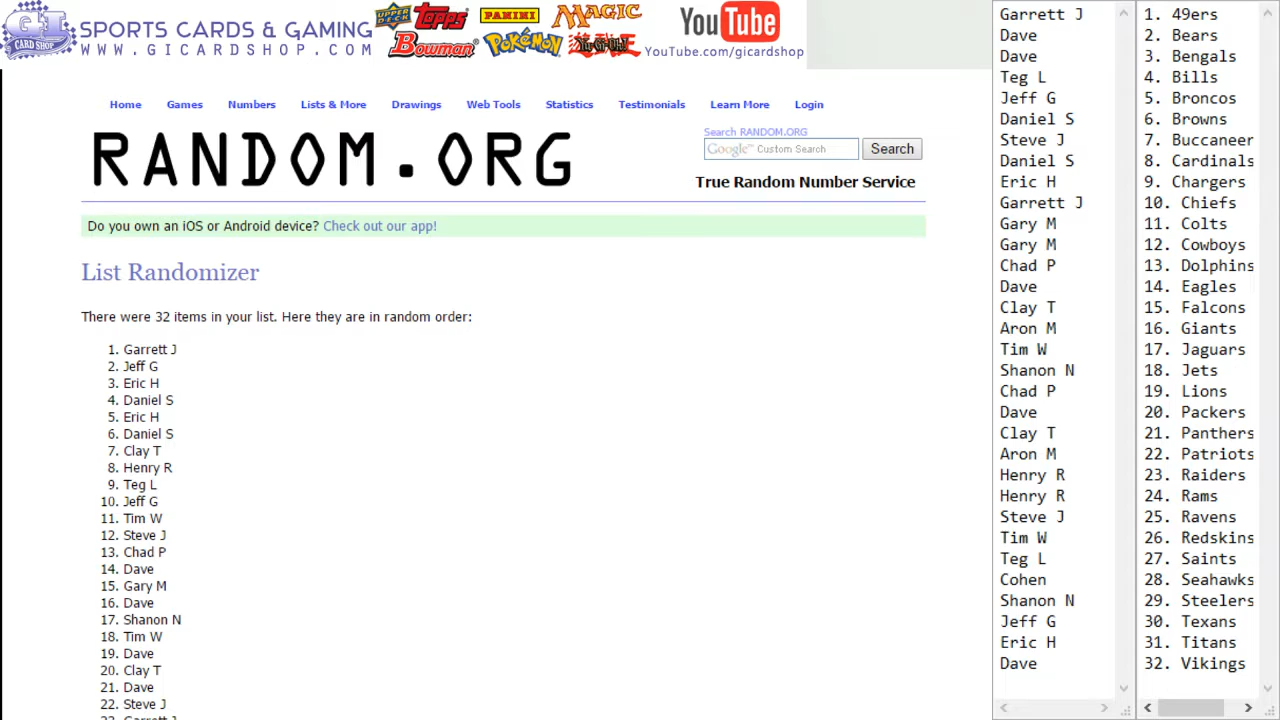 SPORTS CARDS & GAMING
WWW.GICARDSHOP.COM
GI
CARD SHOP
UPPER DECK
Topps
Bowman
PANINI
Pokémon
MAGIC
Yu-Gi-Oh!
YouTube
YouTube.com/gicardshop
Home Games Numbers Lists & More Drawings Web Tools Statistics Testimonials Learn More Login
RANDOM.ORG
Search RANDOM.ORG
Google™ Custom Search
Search
True Random Number Service
Do you own an iOS or Android device? Check out our app!
List Randomizer
There were 32 items in your list. Here they are in random order:
1. Garrett J
2. Jeff G
3. Eric H
4. Daniel S
5. Eric H
6. Daniel S
7. Clay T
8. Henry R
9. Teg L
10. Jeff G
11. Tim W
12. Steve J
13. Chad P
14. Dave
15. Gary M
16. Dave
17. Shanon N
18. Tim W
19. Dave
20. Clay T
21. Dave
22. Steve J
23. Garrett J
Garrett J
Dave
Dave
Teg L
Jeff G
Daniel S
Steve J
Daniel S
Eric H
Garrett J
Gary M
Gary M
Chad P
Dave
Clay T
Aron M
Tim W
Shanon N
Chad P
Dave
Clay T
Aron M
Henry R
Henry R
Steve J
Tim W
Teg L
Cohen
Shanon N
Jeff G
Eric H
Dave
1. 49ers
2. Bears
3. Bengals
4. Bills
5. Broncos
6. Browns
7. Buccaneer
8. Cardinals
9. Chargers
10. Chiefs
11. Colts
12. Cowboys
13. Dolphins
14. Eagles
15. Falcons
16. Giants
17. Jaguars
18. Jets
19. Lions
20. Packers
21. Panthers
22. Patriots
23. Raiders
24. Rams
25. Ravens
26. Redskins
27. Saints
28. Seahawks
29. Steelers
30. Texans
31. Titans
32. Vikings